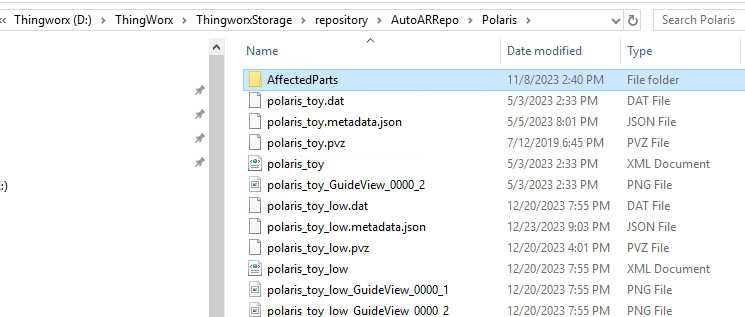 « Thingworx (D:) > ThingWorx > ThingworxStorage > repository > AutoARRepo > Polaris > Search Polaris
Name Date modified Type
AffectedParts 11/8/2023 2:40 PM File folder
polaris_toy.dat 5/3/2023 2:33 PM DAT File
polaris_toy.metadata.json 5/5/2023 8:01 PM JSON File
polaris_toy.pvz 7/12/2019 6:45 PM PVZ File
polaris_toy 5/3/2023 2:33 PM XML Document
:) polaris_toy_GuideView_0000_2 5/3/2023 2:33 PM PNG File
polaris_toy_low.dat 12/20/2023 7:55 PM DAT File
polaris_toy_low.metadata.json 12/23/2023 9:03 PM JSON File
polaris_toy_low.pvz 12/20/2023 4:01 PM PVZ File
polaris_toy_low 12/20/2023 7:55 PM XML Document
polaris_toy_low_GuideView_0000_1 12/20/2023 7:55 PM PNG File
polaris_toy_low_GuideView_0000_2 12/20/2023 7:55 PM PNG File